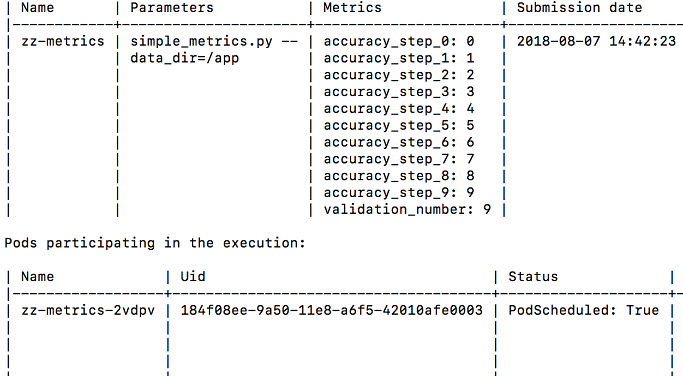 | Name | Parameters | Metrics | Submission date
|------------+----------------------+----------------------+--------------------
| zz-metrics | simple_metrics.py -- | accuracy_step_0: 0 | 2018-08-07 14:42:23
| | data_dir=/app | accuracy_step_1: 1 |
| | | accuracy_step_2: 2 |
| | | accuracy_step_3: 3 |
| | | accuracy_step_4: 4 |
| | | accuracy_step_5: 5 |
| | | accuracy_step_6: 6 |
| | | accuracy_step_7: 7 |
| | | accuracy_step_8: 8 |
| | | accuracy_step_9: 9 |
| | | validation_number: 9 |
Pods participating in the execution:
| Name | Uid | Status |
|------------------+--------------------------------------+--------------------+
| zz-metrics-2vdpv | 184f08ee-9a50-11e8-a6f5-42010afe0003 | PodScheduled: True |